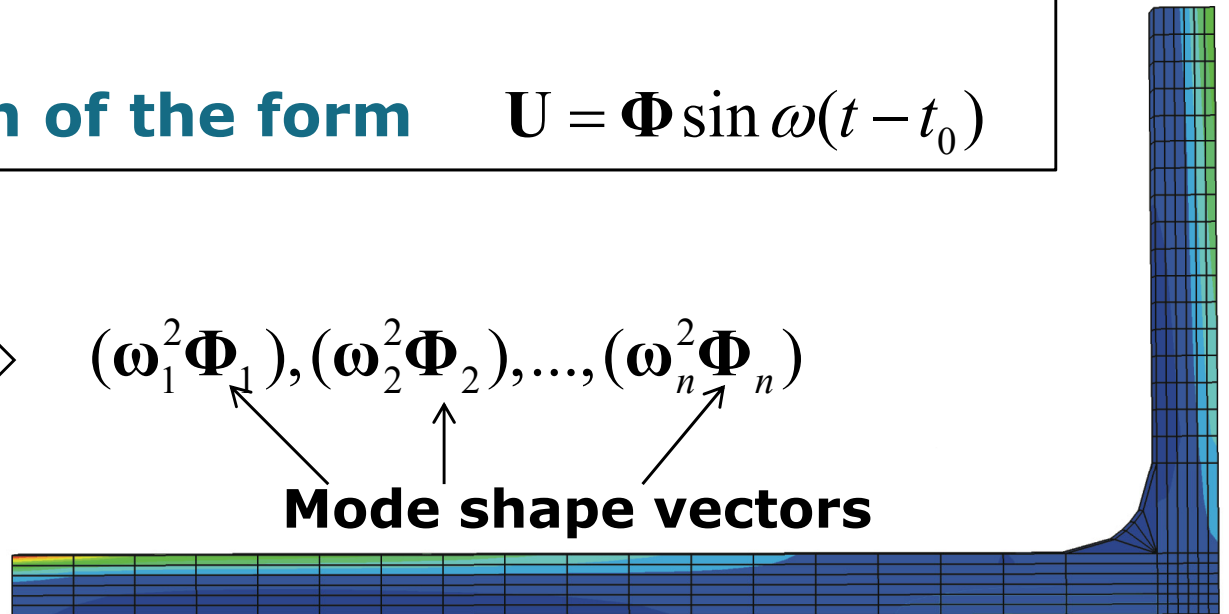 n of the form U = Φ sin ω(t − t₀)
(ω₁²Φ₁),(ω₂²Φ₂),...,(ωₙ²Φₙ)
Mode shape vectors